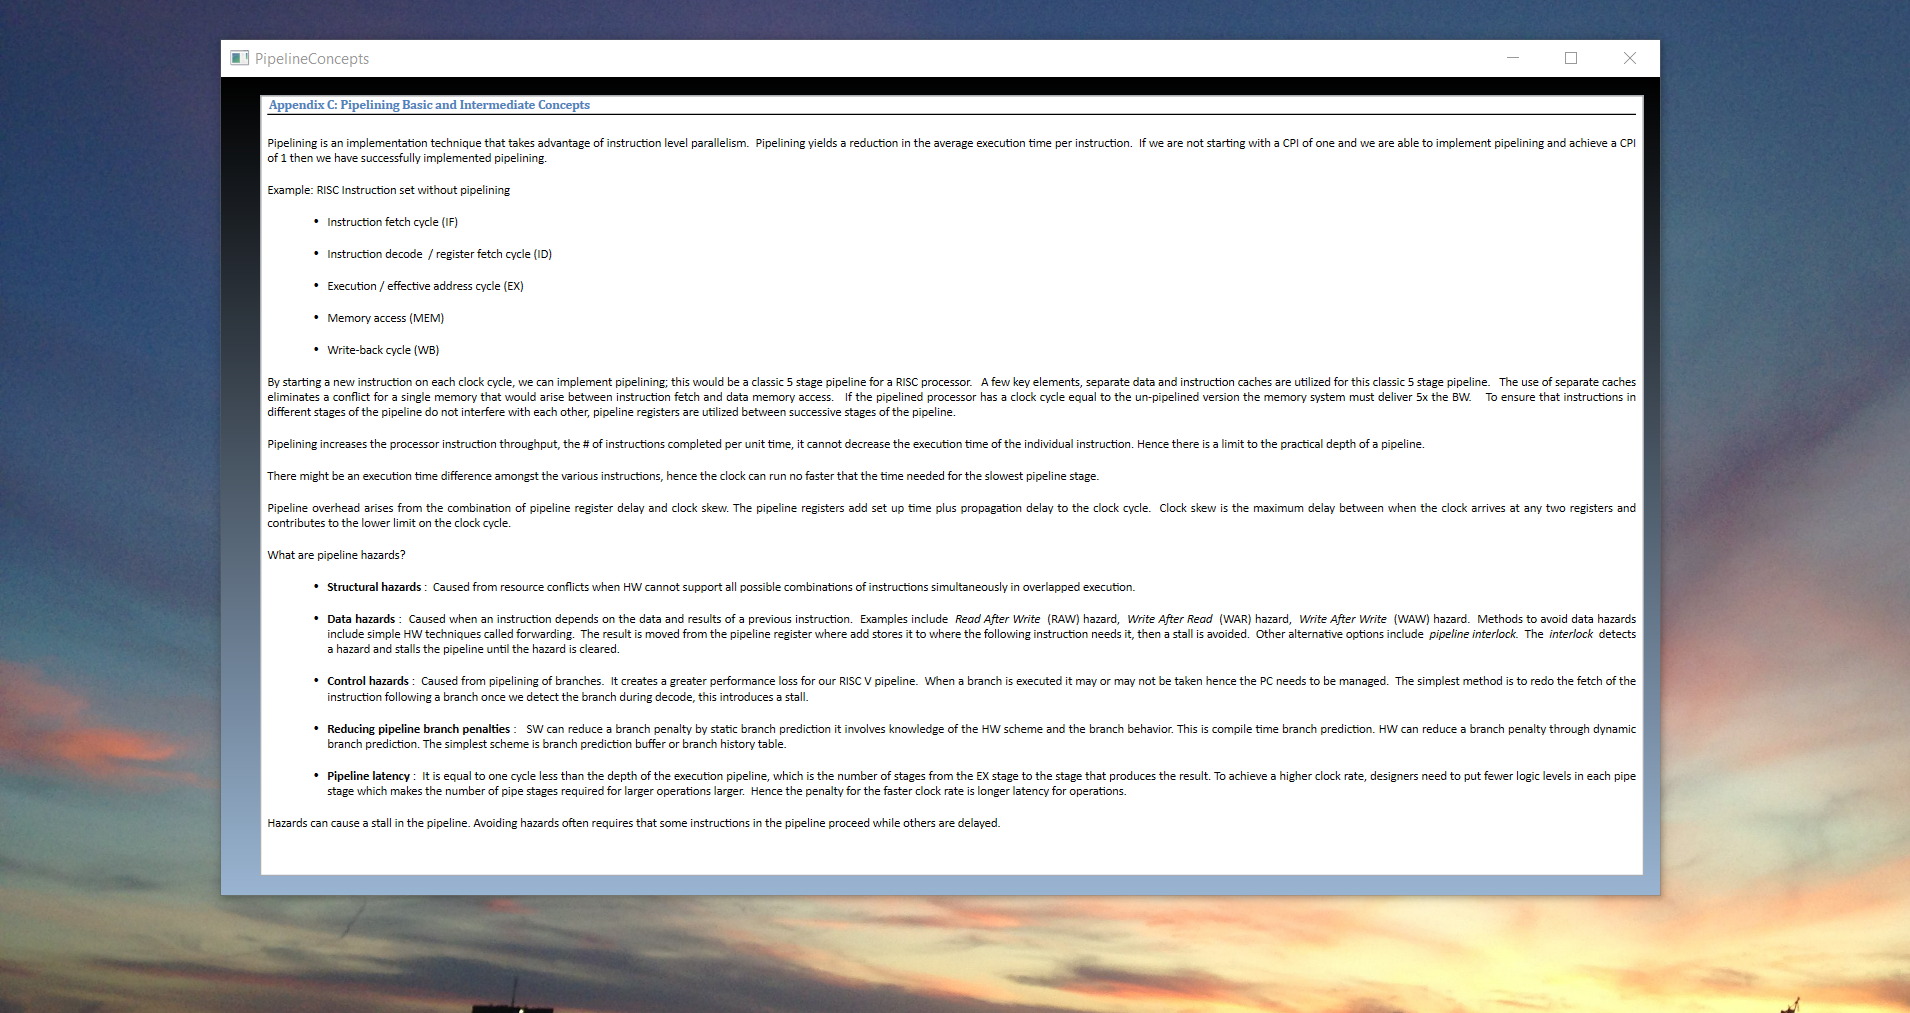 PipelineConcepts
Appendix C: Pipelining Basic and Intermediate Concepts
Pipelining is an implementation technique that takes advantage of instruction level parallelism. Pipelining yields a reduction in the average execution time per instruction. If we are not starting with a CPI of one and we are able to implement pipelining and achieve a CPI
of 1 then we have successfully implemented pipelining.
Example: RISC Instruction set without pipelining
• Instruction fetch cycle (IF)
• Instruction decode / register fetch cycle (ID)
• Execution / effective address cycle (EX)
• Memory access (MEM)
• Write-back cycle (WB)
By starting a new instruction on each clock cycle, we can implement pipelining; this would be a classic 5 stage pipeline for a RISC processor. A few key elements, separate data and instruction caches are utilized for this classic 5 stage pipeline. The use of separate caches
eliminates a conflict for a single memory that would arise between instruction fetch and data memory access. If the pipelined processor has a clock cycle equal to the un-pipelined version the memory system must deliver 5x the BW. To ensure that instructions in
different stages of the pipeline do not interfere with each other, pipeline registers are utilized between successive stages of the pipeline.
Pipelining increases the processor instruction throughput, the # of instructions completed per unit time, it cannot decrease the execution time of the individual instruction. Hence there is a limit to the practical depth of a pipeline.
There might be an execution time difference amongst the various instructions, hence the clock can run no faster that the time needed for the slowest pipeline stage.
Pipeline overhead arises from the combination of pipeline register delay and clock skew. The pipeline registers add set up time plus propagation delay to the clock cycle. Clock skew is the maximum delay between when the clock arrives at any two registers and
contributes to the lower limit on the clock cycle.
What are pipeline hazards?
• Structural hazards : Caused from resource conflicts when HW cannot support all possible combinations of instructions simultaneously in overlapped execution.
• Data hazards : Caused when an instruction depends on the data and results of a previous instruction. Examples include Read After Write (RAW) hazard, Write After Read (WAR) hazard, Write After Write (WAW) hazard. Methods to avoid data hazards
include simple HW techniques called forwarding. The result is moved from the pipeline register where add stores it to where the following instruction needs it, then a stall is avoided. Other alternative options include pipeline interlock. The interlock detects
a hazard and stalls the pipeline until the hazard is cleared.
• Control hazards : Caused from pipelining of branches. It creates a greater performance loss for our RISC V pipeline. When a branch is executed it may or may not be taken hence the PC needs to be managed. The simplest method is to redo the fetch of the
instruction following a branch once we detect the branch during decode, this introduces a stall.
• Reducing pipeline branch penalties : SW can reduce a branch penalty by static branch prediction it involves knowledge of the HW scheme and the branch behavior. This is compile time branch prediction. HW can reduce a branch penalty through dynamic
branch prediction. The simplest scheme is branch prediction buffer or branch history table.
• Pipeline latency : It is equal to one cycle less than the depth of the execution pipeline, which is the number of stages from the EX stage to the stage that produces the result. To achieve a higher clock rate, designers need to put fewer logic levels in each pipe
stage which makes the number of pipe stages required for larger operations larger. Hence the penalty for the faster clock rate is longer latency for operations.
Hazards can cause a stall in the pipeline. Avoiding hazards often requires that some instructions in the pipeline proceed while others are delayed.